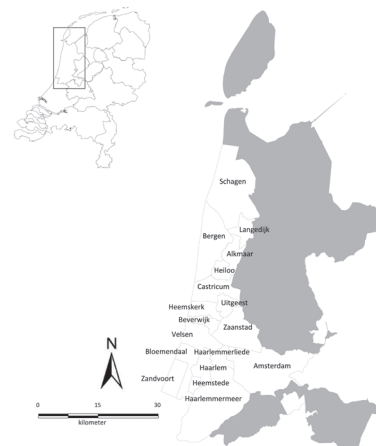 Schagen
Bergen
Langedijk
Alkmaar
Heiloo
Castricum
Uitgeest
Heemskerk
Beverwijk
Zaanstad
Velsen
Bloemendaal
Haarlemmerliede
Haarlem
Amsterdam
Zandvoort
Heemstede
Haarlemmermeer
N
0 15 30
kilometer